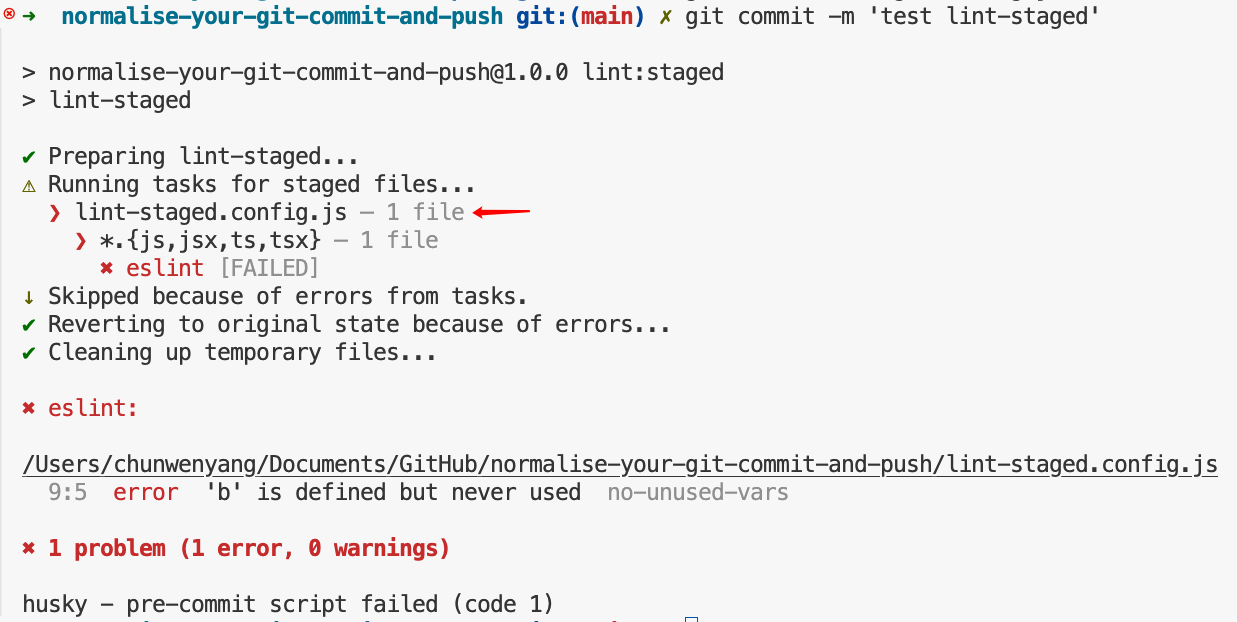 ➜ normalise-your-git-commit-and-push git:(main) ✗ git commit -m 'test lint-staged'
> normalise-your-git-commit-and-push@1.0.0 lint:staged
> lint-staged
✔ Preparing lint-staged...
⚠ Running tasks for staged files...
❯ lint-staged.config.js — 1 file
❯ *.{js,jsx,ts,tsx} — 1 file
✖ eslint [FAILED]
↓ Skipped because of errors from tasks.
✔ Reverting to original state because of errors...
✔ Cleaning up temporary files...
✖ eslint:
/Users/chunwenyang/Documents/GitHub/normalise-your-git-commit-and-push/lint-staged.config.js
9:5 error 'b' is defined but never used no-unused-vars
✖ 1 problem (1 error, 0 warnings)
husky - pre-commit script failed (code 1)